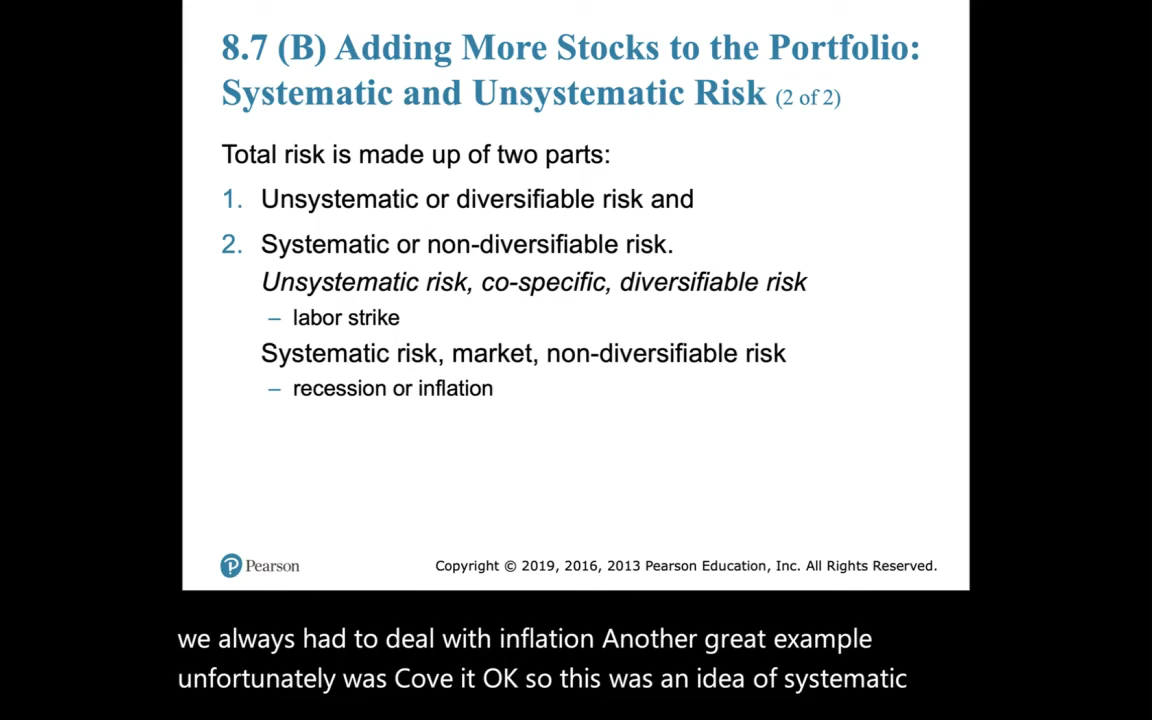 8.7 (B) Adding More Stocks to the Portfolio:
Systematic and Unsystematic Risk (2 of 2)
Total risk is made up of two parts:
1. Unsystematic or diversifiable risk and
2. Systematic or non-diversifiable risk.
Unsystematic risk, co-specific, diversifiable risk
– labor strike
Systematic risk, market, non-diversifiable risk
– recession or inflation
Pearson
Copyright © 2019, 2016, 2013 Pearson Education, Inc. All Rights Reserved.
we always had to deal with inflation Another great example
unfortunately was Cove it OK so this was an idea of systematic